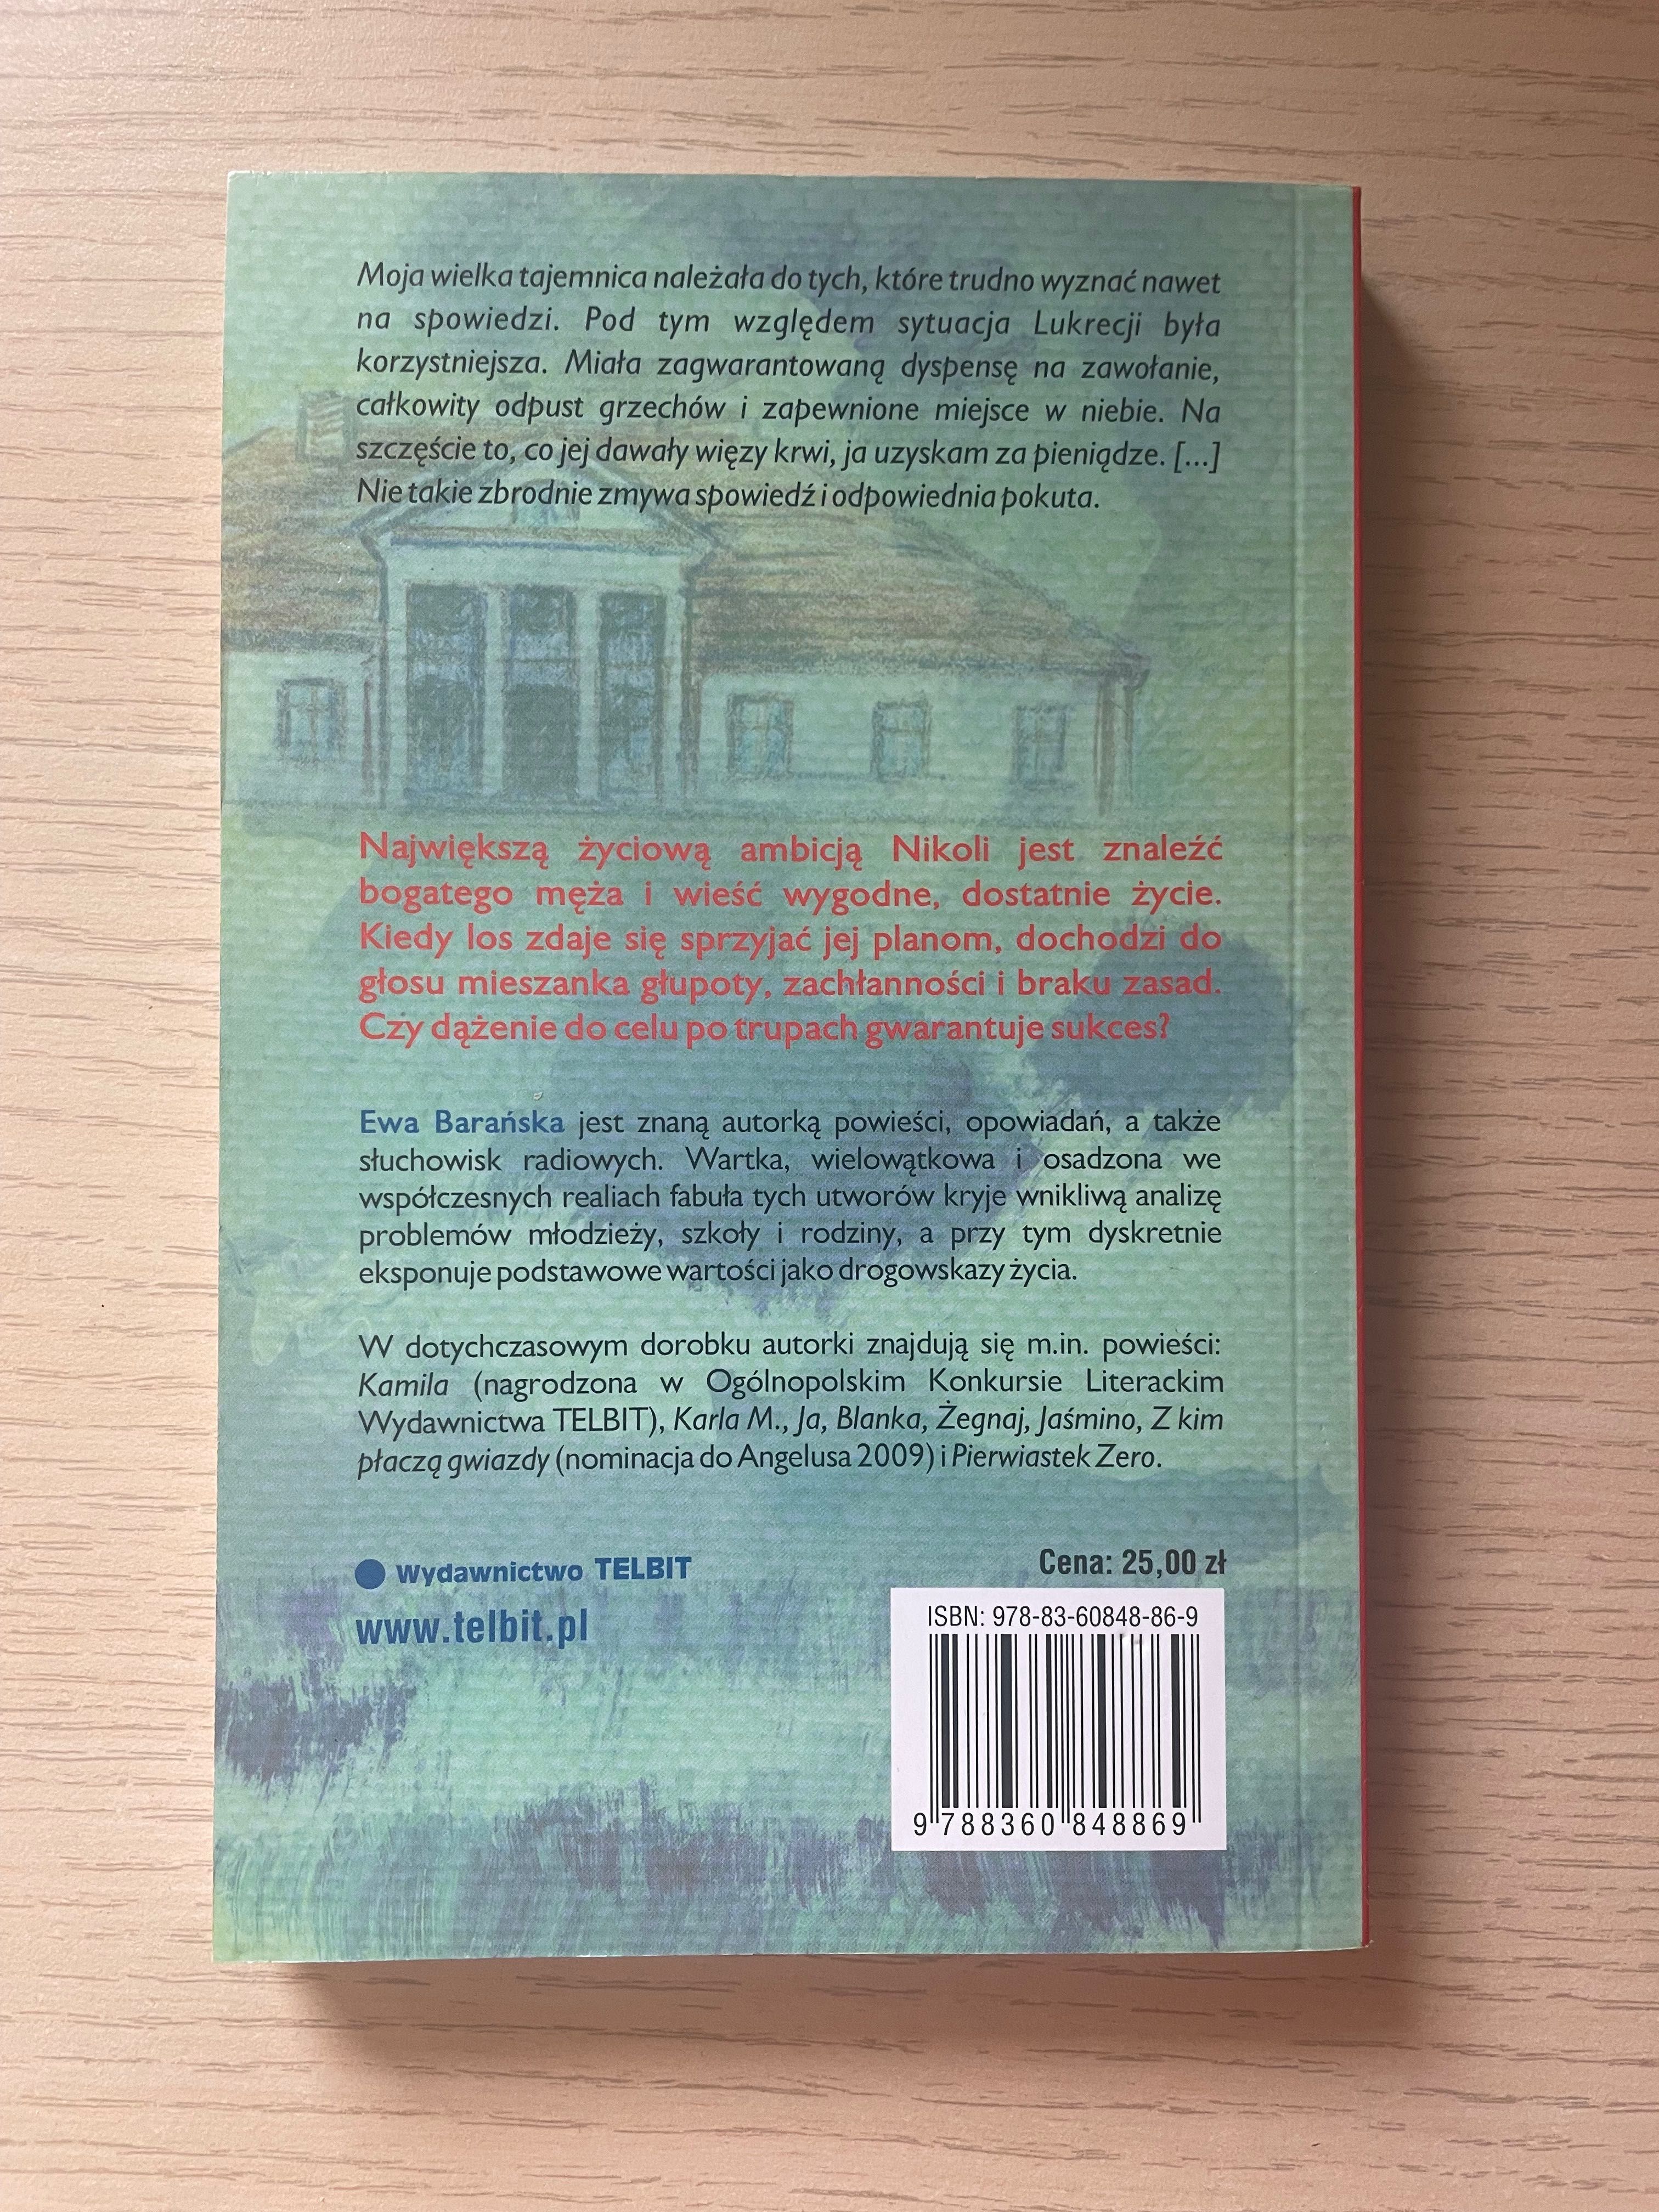 Moja wielka tajemnica należała do tych, które trudno wyznać nawet
na spowiedzi. Pod tym względem sytuacja Lukrecji była
korzystniejsza. Miała zagwarantowaną dyspensę na zawołanie,
całkowity odpust grzechów i zapewnione miejsce w niebie. Na
szczęście to, co jej dawały więzy krwi, ja uzyskam za pieniądze. [...]
Nie takie zbrodnie zmywa spowiedź i odpowiednia pokuta.
Największą życiową ambicją Nikoli jest znaleźć
bogatego męża i wieść wygodne, dostatnie życie.
Kiedy los zdaje się sprzyjać jej planom, dochodzi do
głosu mieszanka głupoty, zachłanności i braku zasad.
Czy dążenie do celu po trupach gwarantuje sukces?
Ewa Barańska jest znaną autorką powieści, opowiadań, a także
słuchowisk radiowych. Wartka, wielowątkowa i osadzona we
współczesnych realiach fabuła tych utworów kryje wnikliwą analizę
problemów młodzieży, szkoły i rodziny, a przy tym dyskretnie
eksponuje podstawowe wartości jako drogowskazy życia.
W dotychczasowym dorobku autorki znajdują się m.in. powieści:
Kamila (nagrodzona w Ogólnopolskim Konkursie Literackim
Wydawnictwa TELBIT), Karla M., Ja, Blanka, Żegnaj, Jaśmino, Z kim
płaczą gwiazdy (nominacja do Angelusa 2009) i Pierwiastek Zero.
Wydawnictwo TELBIT
www.telbit.pl
Cena: 25,00 zł
ISBN: 978-83-60848-86-9
9 788360 848869